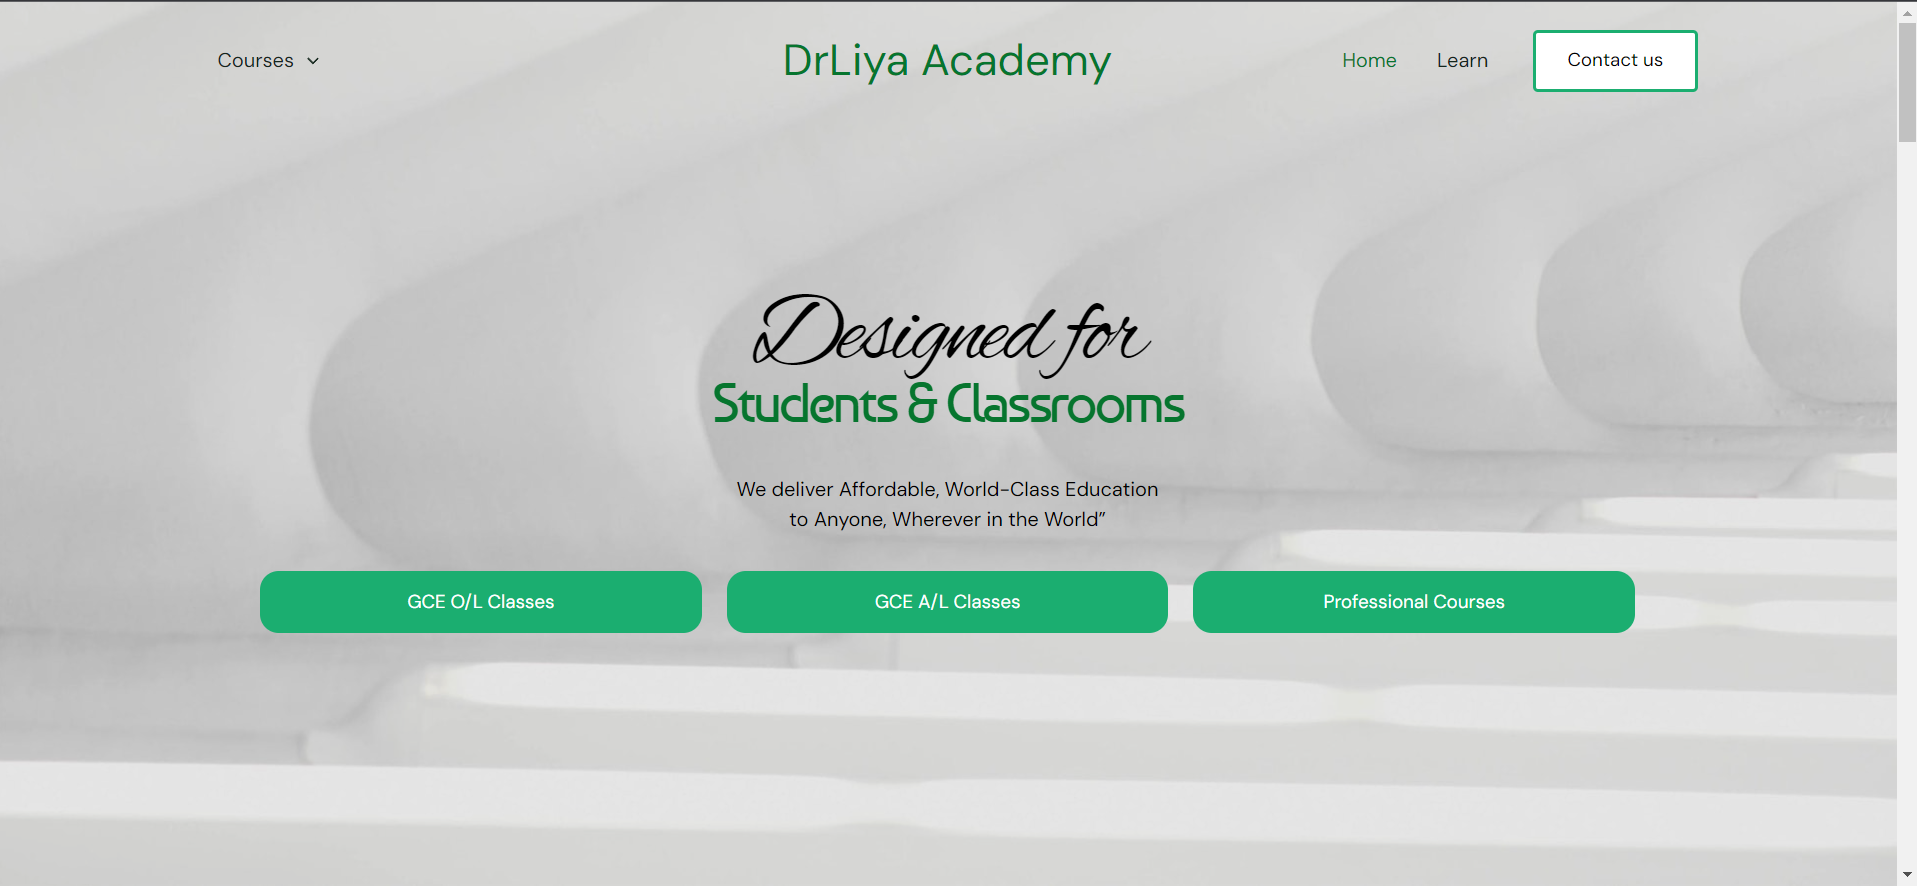 Courses
DrLiya Academy
Home
Learn
Contact us
Designed for
Students & Classrooms
We deliver Affordable, World-Class Education
to Anyone, Wherever in the World”
GCE O/L Classes
GCE A/L Classes
Professional Courses